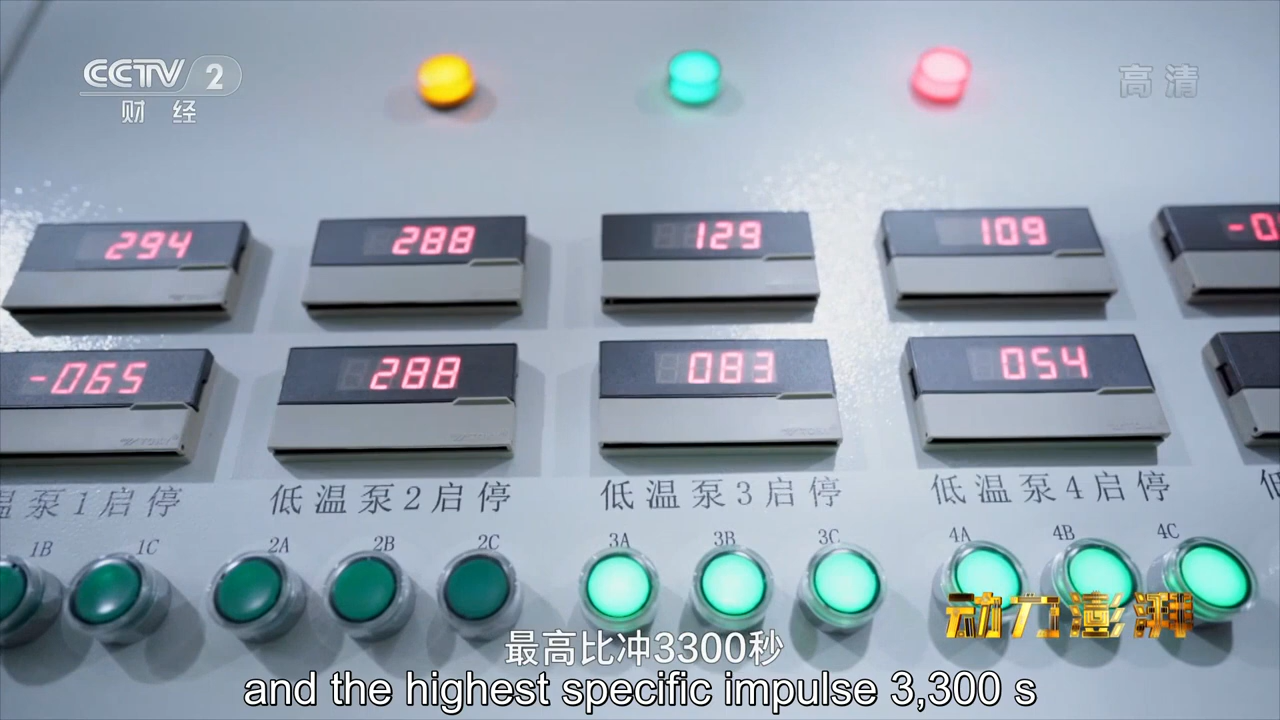 CCTV 2
财经
高清
294 288 129 109
-065 288 083 054
温泵1启停 低温泵2启停 低温泵3启停 低温泵4启停
1B 1C 2A 2B 2C 3A 3B 3C 4A 4B 4C
动力澎湃
最高比冲3300秒
and the highest specific impulse 3,300 s